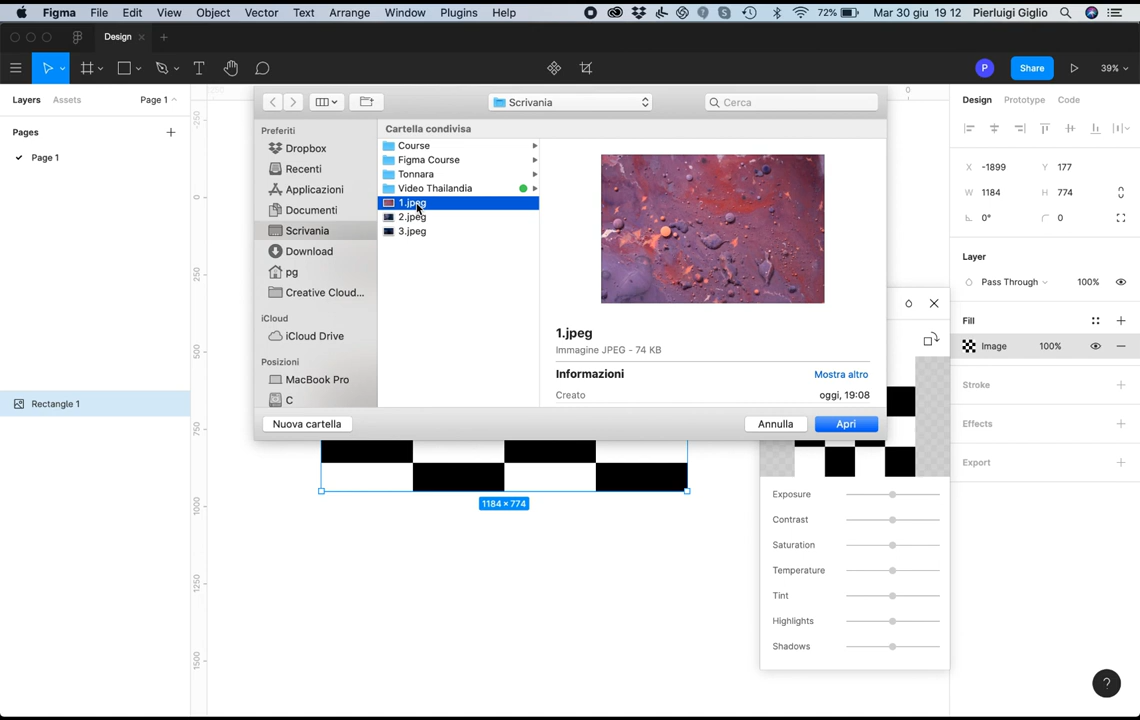 Figma File Edit View Object Vector Text Arrange Window Plugins Help 72% Mar 30 giu 19 12 Pierluigi Giglio
Design
P Share 39%
Layers Assets Page 1
Pages
Page 1
Rectangle 1
Scrivania
Cerca
Preferiti
Dropbox
Recenti
Applicazioni
Documenti
Scrivania
Download
pg
Creative Cloud...
iCloud
iCloud Drive
Posizioni
MacBook Pro
C
Cartella condivisa
Course
Figma Course
Tonnara
Video Thailandia
1.jpeg
2.jpeg
3.jpeg
1.jpeg
Immagine JPEG - 74 KB
Informazioni Mostra altro
Creato oggi, 19:08
Nuova cartella Annulla Apri
-250
0
250
500
750
1000
1250
1500
0
1184 × 774
Exposure
Contrast
Saturation
Temperature
Tint
Highlights
Shadows
Design Prototype Code
X -1899 Y 177
W 1184 H 774
0° 0
Layer
Pass Through 100%
Fill
Image 100%
Stroke
Effects
Export
?